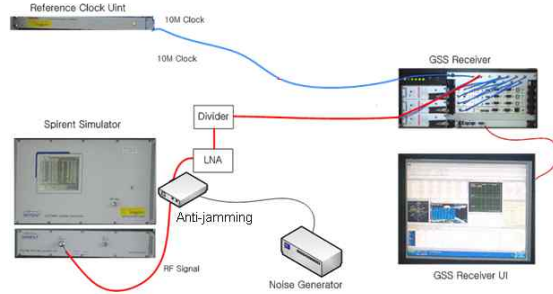 Reference Clock Uint
10M Clock
10M Clock
GSS Receiver
Divider
Spirent Simulator
LNA
Anti-jamming
RF Signal
Noise Generator
GSS Receiver UI